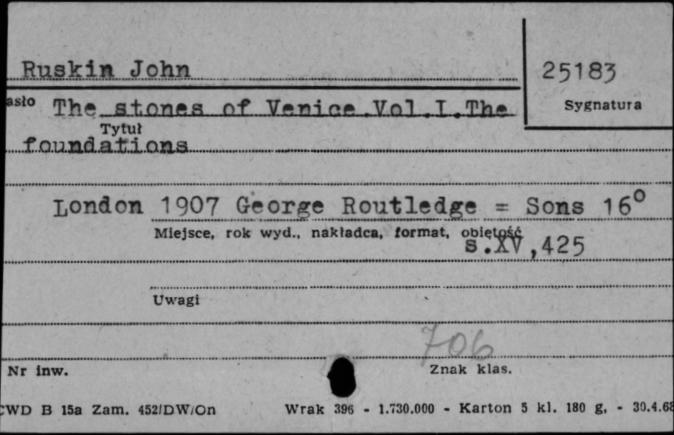 Ruskin John
25183
asło The stones of Venice.Vol.I.The
Sygnatura
Tytuł
foundations
London 1907 George Routledge = Sons 16°
Miejsce, rok wyd., nakładca, format, objętość
s.XV,425
Uwagi
706
Nr inw.
Znak klas.
CWD B 15a Zam. 452/DW/On Wrak 396 - 1.730.000 - Karton 5 kl. 180 g, - 30.4.68